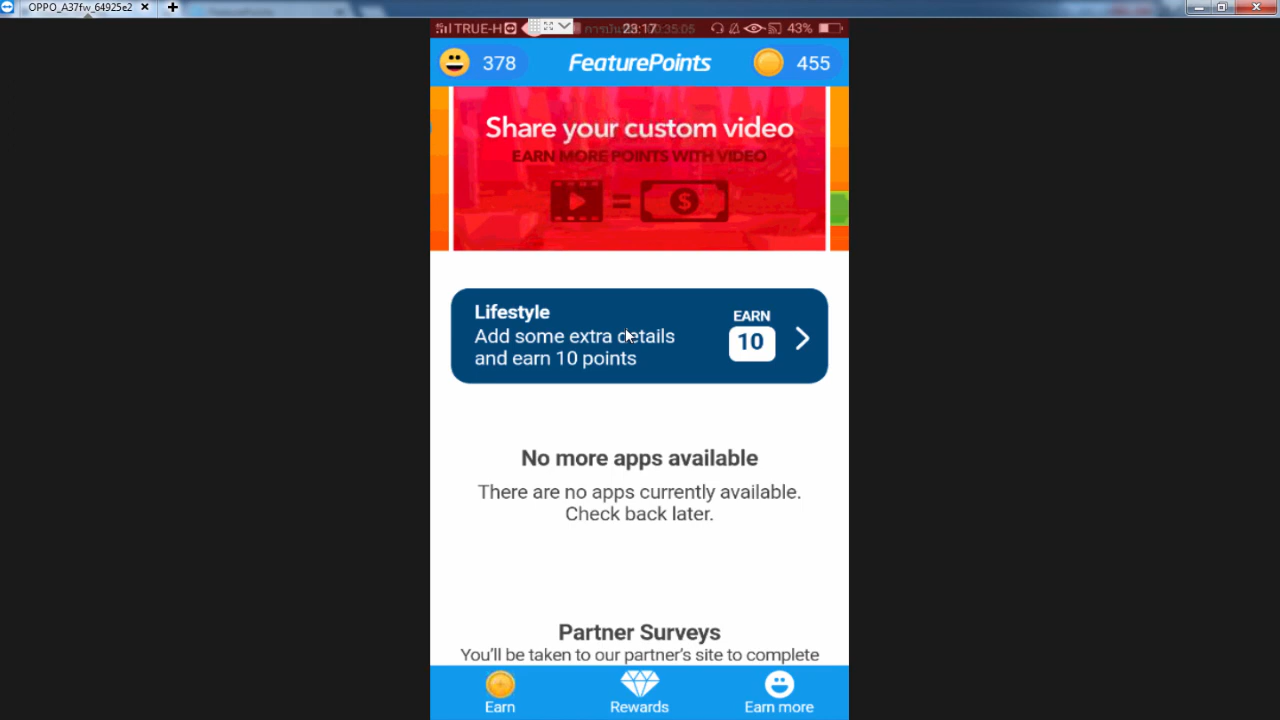 OPPO_A37fw_64925e2
TRUE-H 23:17 43%
378 FeaturePoints 455
Share your custom video
EARN MORE POINTS WITH VIDEO
Lifestyle
Add some extra details
and earn 10 points
EARN
10
No more apps available
There are no apps currently available.
Check back later.
Partner Surveys
You'll be taken to our partner's site to complete
Earn Rewards Earn more